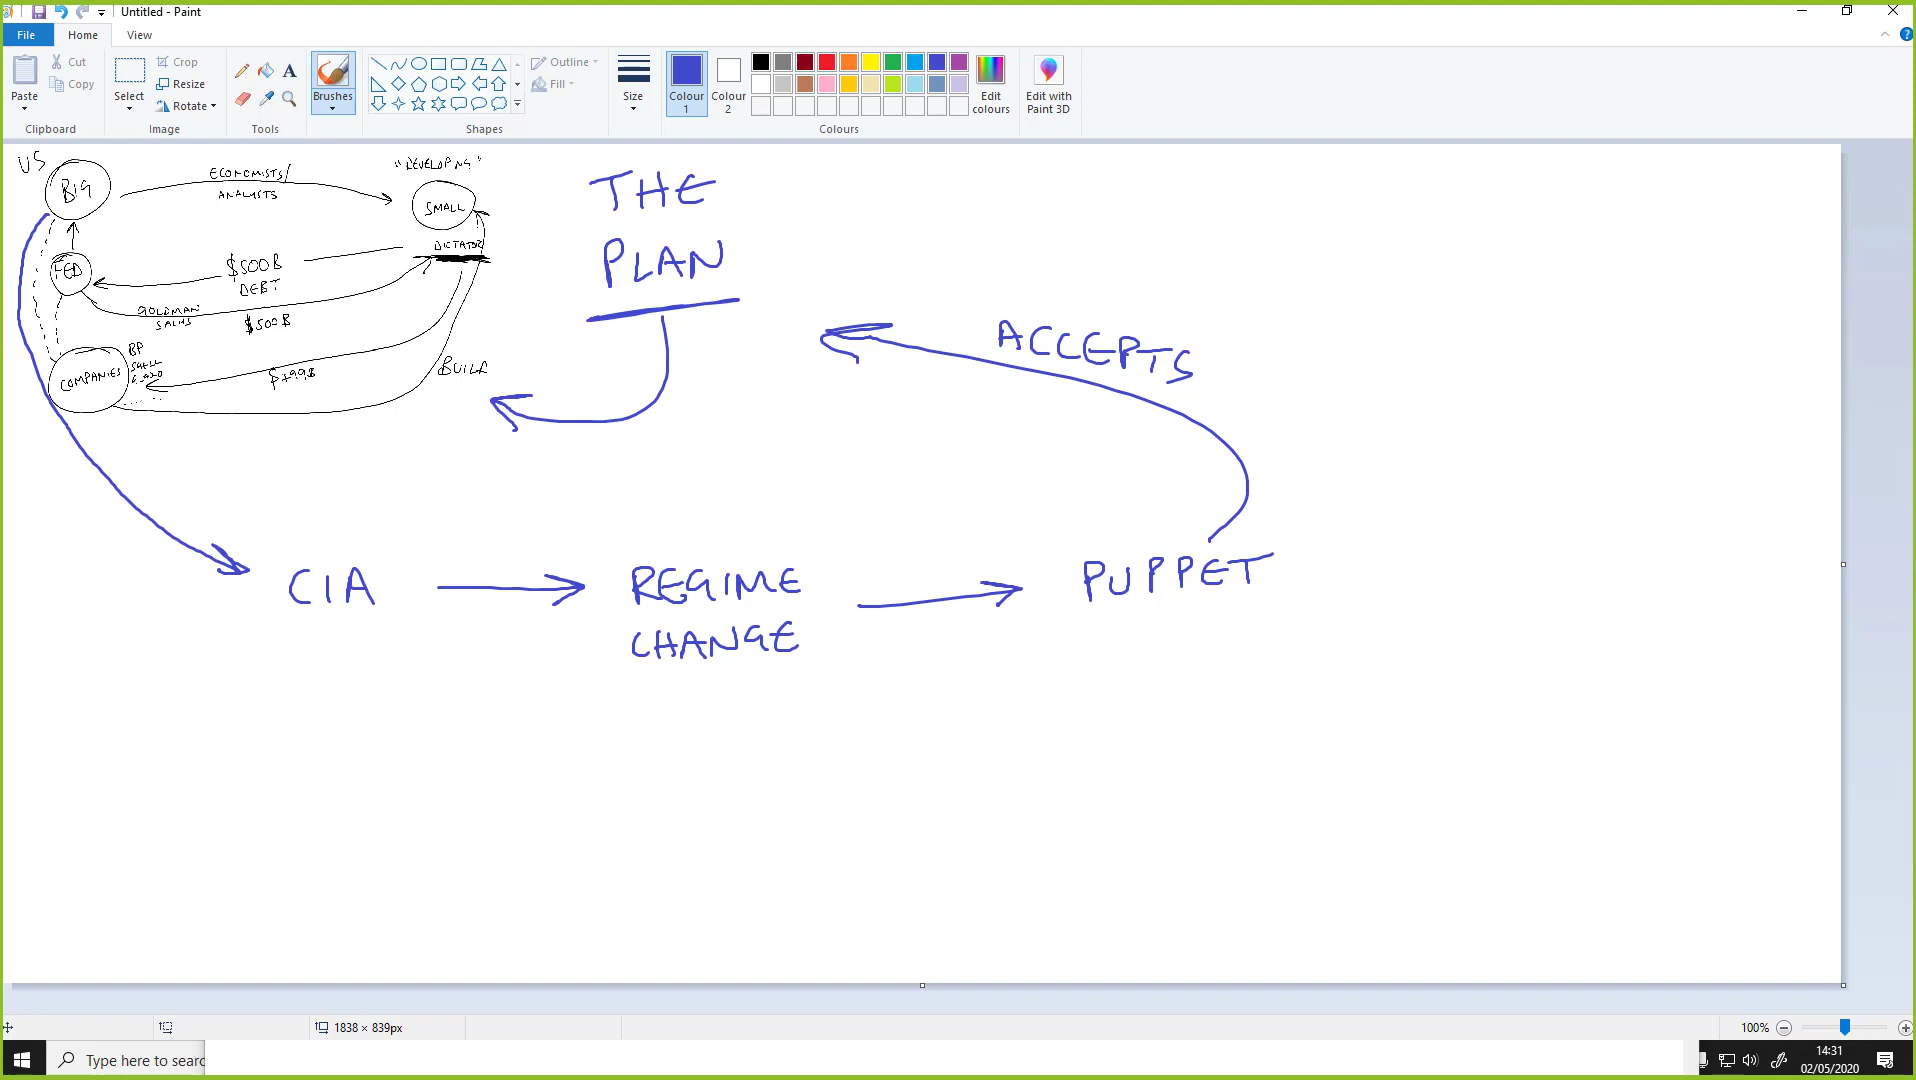 Untitled - Paint
File Home View
Paste
Cut
Copy
Clipboard
Select
Crop
Resize
Rotate
Image
A
Tools
Brushes
Shapes
Outline
Fill
Size
Colour 1
Colour 2
Edit colours
Edit with Paint 3D
Colours
US
BIG
ECONOMISTS/
ANALYSTS
"DEVELOPING"
SMALL
DICTATOR
FED
$500B
DEBT
GOLDMAN
SACHS
$500B
COMPANIES
BP
SHELL
BUILD
THE
PLAN
ACCEPTS
CIA
REGIME
CHANGE
PUPPET
1838 × 839px
100%
Type here to searc
14:31
02/05/2020